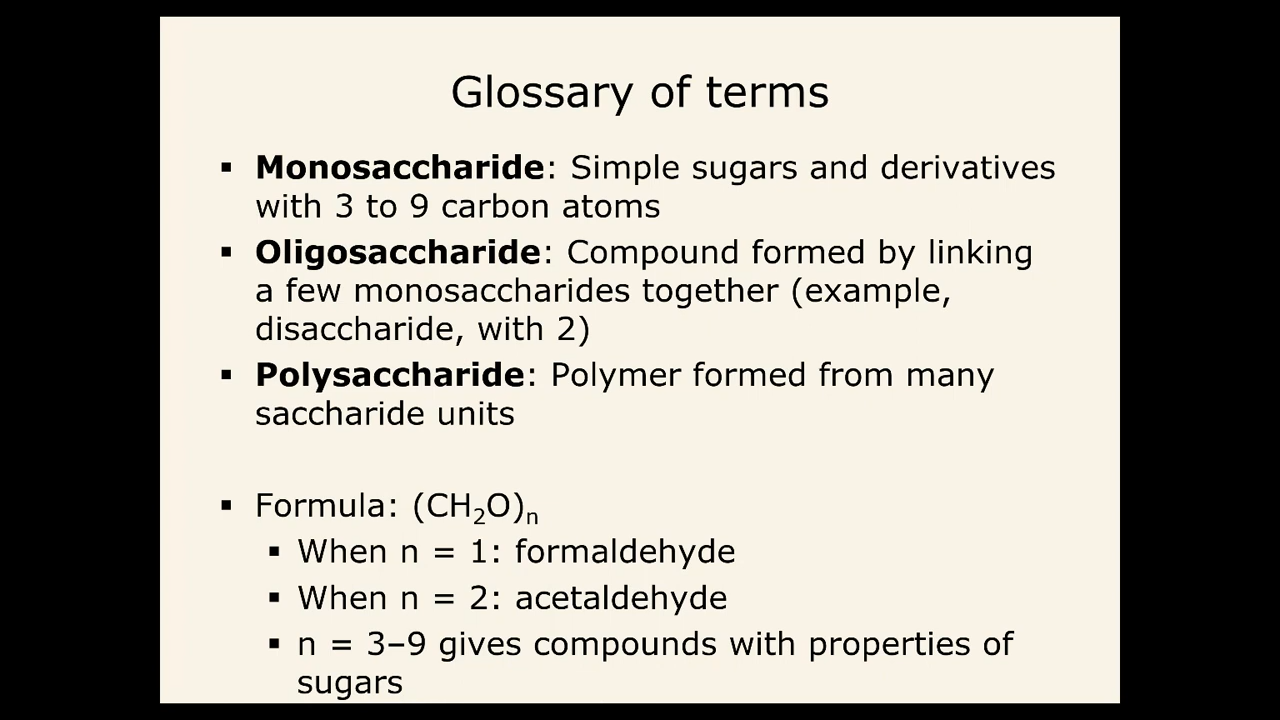 Glossary of terms
▪ Monosaccharide: Simple sugars and derivatives
with 3 to 9 carbon atoms
▪ Oligosaccharide: Compound formed by linking
a few monosaccharides together (example,
disaccharide, with 2)
▪ Polysaccharide: Polymer formed from many
saccharide units
▪ Formula: (CH₂O)ₙ
▪ When n = 1: formaldehyde
▪ When n = 2: acetaldehyde
▪ n = 3–9 gives compounds with properties of
sugars